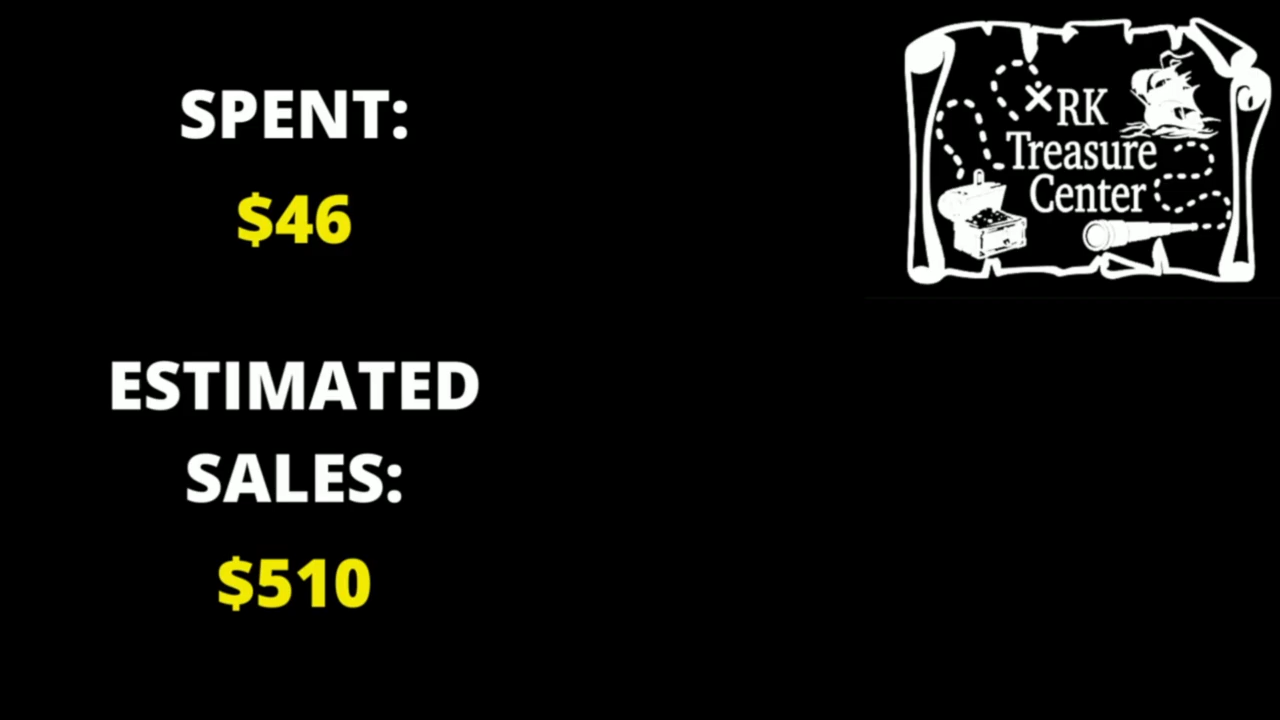 SPENT:
$46
ESTIMATED
SALES:
$510
RK
Treasure
Center